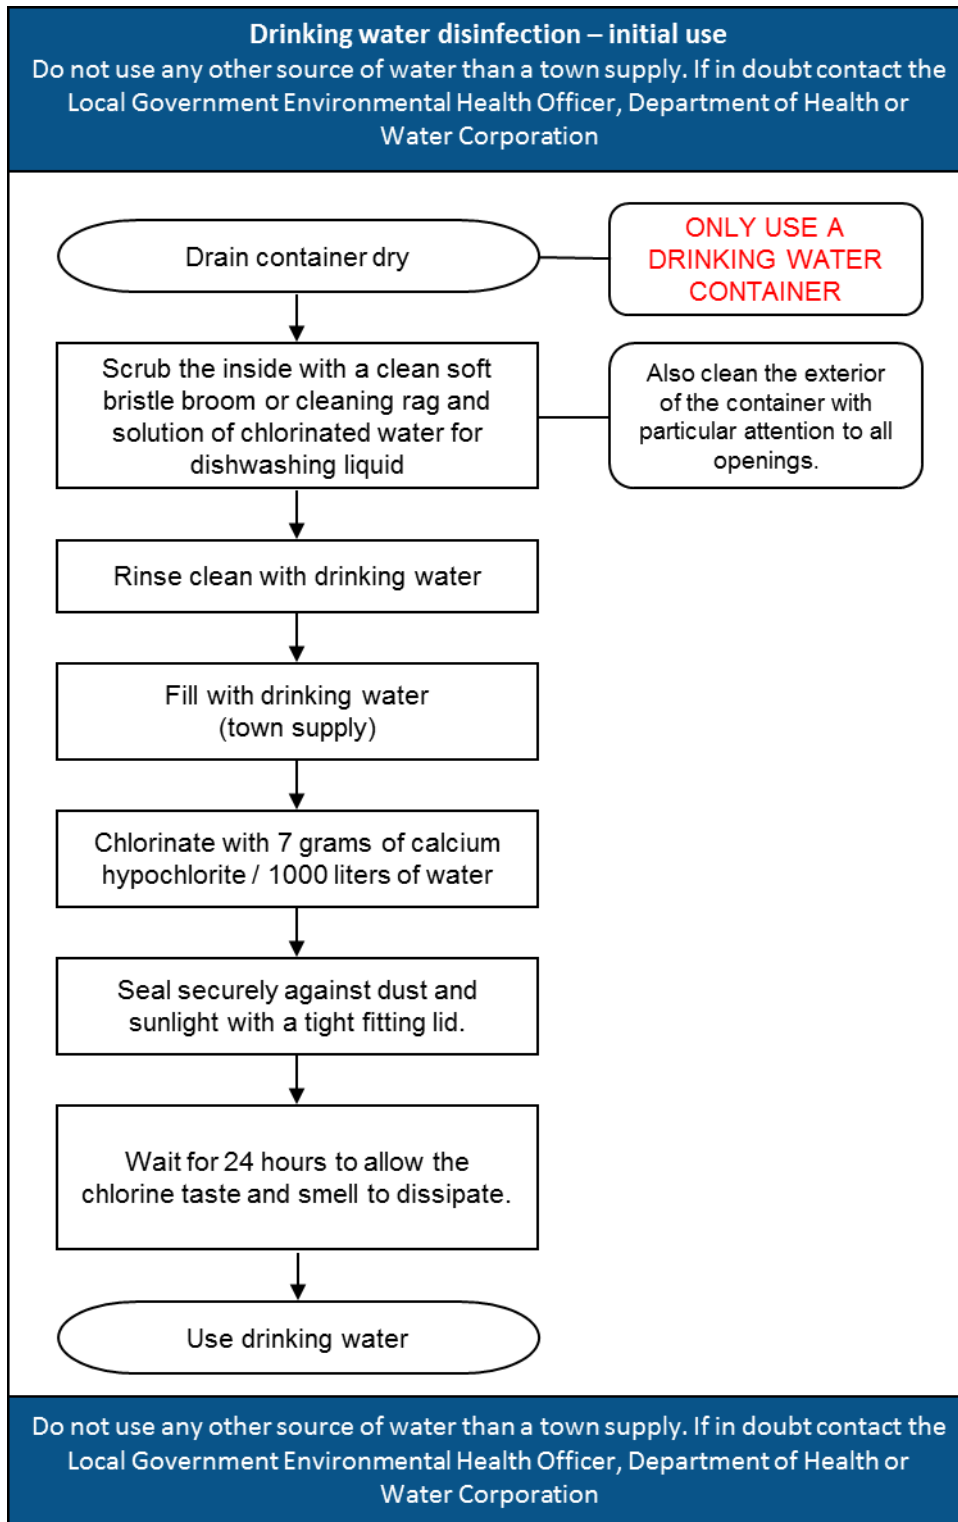 Drinking water disinfection – initial use
Do not use any other source of water than a town supply. If in doubt contact the
Local Government Environmental Health Officer, Department of Health or
Water Corporation
Drain container dry
ONLY USE A
DRINKING WATER
CONTAINER
Scrub the inside with a clean soft
bristle broom or cleaning rag and
solution of chlorinated water for
dishwashing liquid
Also clean the exterior
of the container with
particular attention to all
openings.
Rinse clean with drinking water
Fill with drinking water
(town supply)
Chlorinate with 7 grams of calcium
hypochlorite / 1000 liters of water
Seal securely against dust and
sunlight with a tight fitting lid.
Wait for 24 hours to allow the
chlorine taste and smell to dissipate.
Use drinking water
Do not use any other source of water than a town supply. If in doubt contact the
Local Government Environmental Health Officer, Department of Health or
Water Corporation